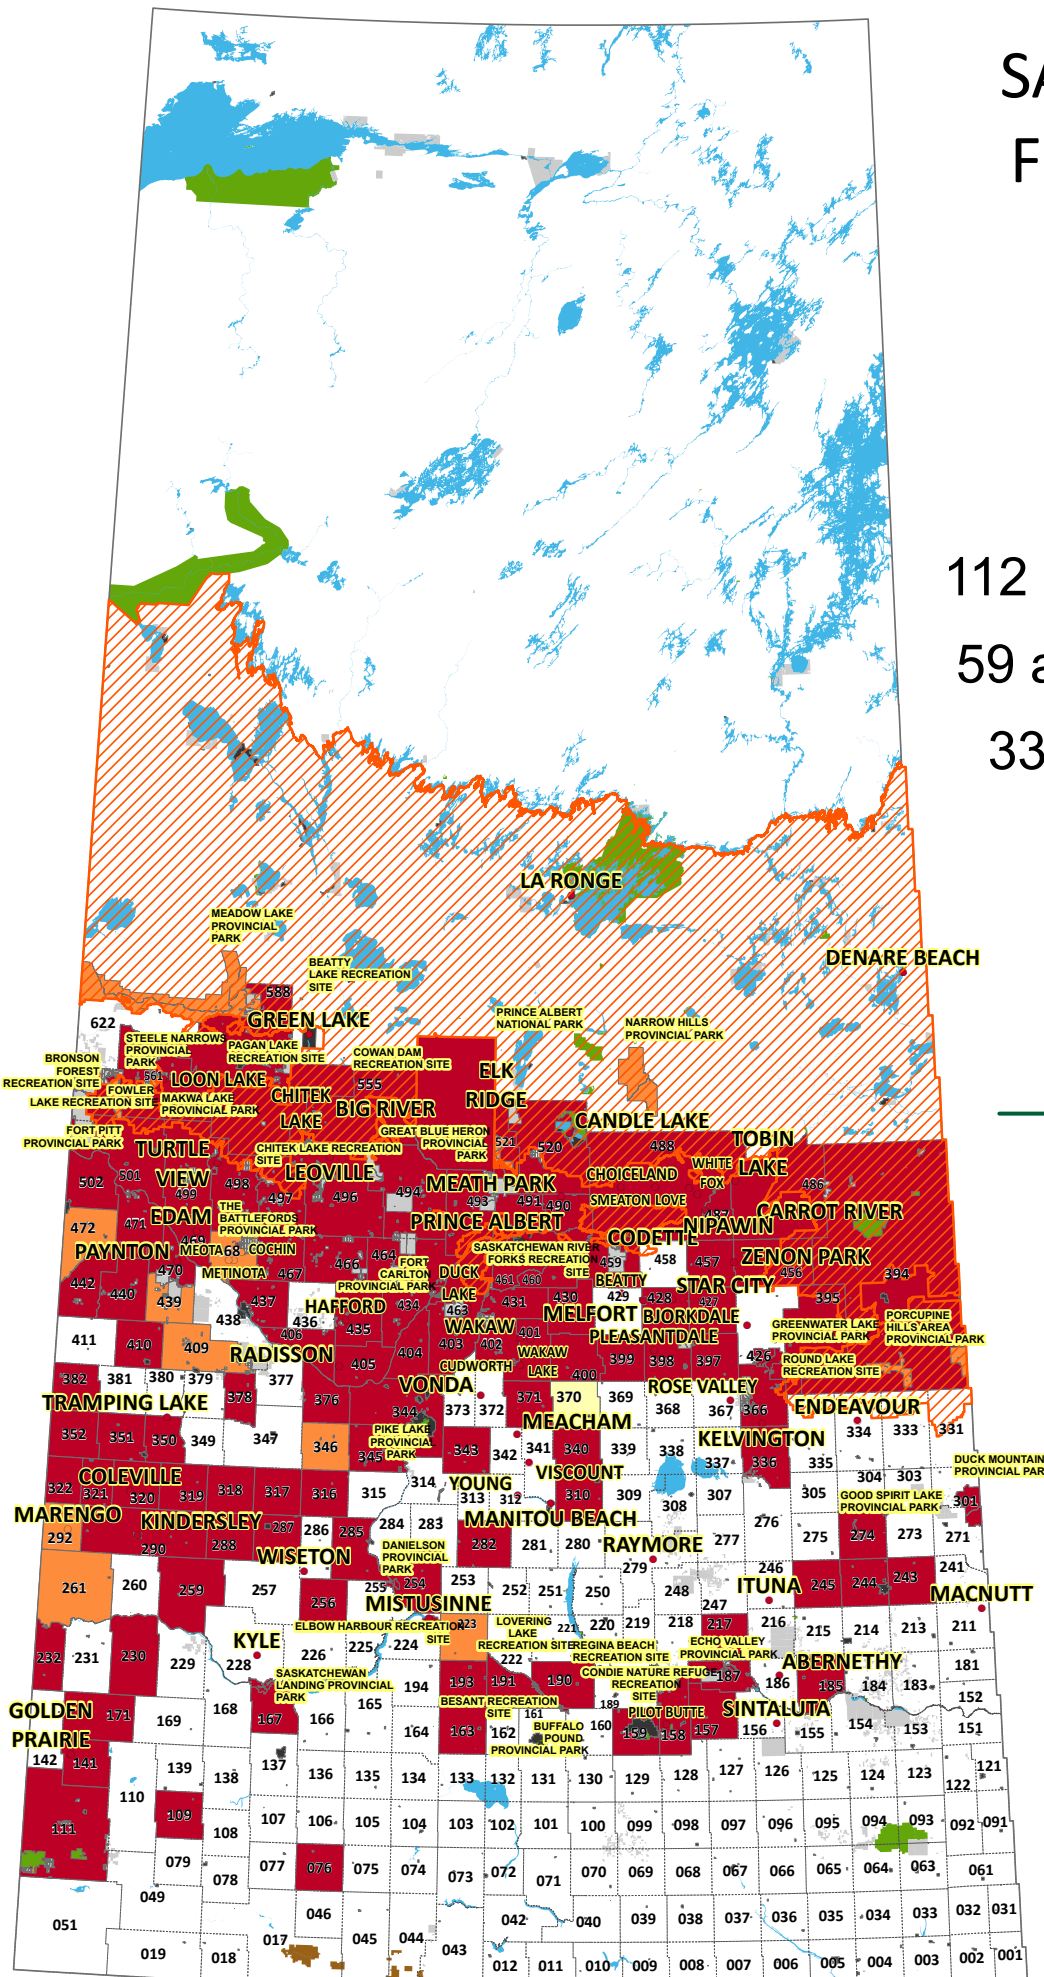 SA
F
112
59 a
33
LA RONGE
MEADOW LAKE
PROVINCIAL
PARK
DENARE BEACH
BEATTY
LAKE RECREATION
SITE
588
GREEN LAKE
622
PRINCE ALBERT
NATIONAL PARK
NARROW HILLS
PROVINCIAL PARK
STEELE NARROWS
PROVINCIAL
PARK
PAGAN LAKE
RECREATION SITE
COWAN DAM
RECREATION SITE
BRONSON
FOREST
RECREATION SITE
561
LOON LAKE
555
ELK
RIDGE
FOWLER
LAKE RECREATION SITE
MAKWA LAKE
PROVINCIAL PARK
CHITEK
LAKE
BIG RIVER
CANDLE LAKE
FORT PITT
PROVINCIAL PARK
TURTLE
VIEW
CHITEK LAKE RECREATION
SITE
GREAT BLUE HERON
PROVINCIAL
PARK
521
520
488
TOBIN
LAKE
502
501
499
498
497
LEOVILLE
496
494
MEATH PARK
493
491
490
CHOICELAND
WHITE
FOX
486
SMEATON LOVE
487
472
471
EDAM
THE
BATTLEFORDS
PROVINCIAL PARK
PRINCE ALBERT
CODETTE
NIPAWIN
CARROT RIVER
469
PAYNTON
MEOTA
68
COCHIN
METINOTA
467
466
464
FORT
CARLTON
PROVINCIAL PARK
SASKATCHEWAN RIVER
FORKS RECREATION
SITE
459
458
457
ZENON PARK
456
394
470
442
440
439
437
438
436
HAFFORD
434
435
DUCK
LAKE
463
461
460
BEATTY
STAR CITY
431
430
429
428
427
395
MELFORT
BJORKDALE
PLEASANTDALE
GREENWATER LAKE
PROVINCIAL PARK
PORCUPINE
HILLS AREA
PROVINCIAL PARK
411
410
409
RADISSON
406
405
404
WAKAW
403
402
401
399
398
397
426
ROUND LAKE
RECREATION SITE
CUDWORTH
WAKAW
LAKE
400
382
381
380
379
378
377
376
VONDA
373
372
371
370
369
ROSE VALLEY
368
367
366
ENDEAVOUR
TRAMPING LAKE
344
MEACHAM
KELVINGTON
334
333
331
352
351
350
349
347
346
345
PIKE LAKE
PROVINCIAL
PARK
343
342
341
340
339
338
337
336
335
DUCK MOUNTAIN
PROVINCIAL PAR
322
321
COLEVILLE
320
319
318
317
316
315
314
YOUNG
313
312
VISCOUNT
310
309
308
307
305
304
303
GOOD SPIRIT LAKE
PROVINCIAL PARK
301
MARENGO
292
KINDERSLEY
290
288
287
286
285
284
283
MANITOU BEACH
282
281
280
RAYMORE
279
277
276
275
274
273
271
WISETON
DANIELSON
PROVINCIAL
PARK
261
260
259
257
256
255
254
253
252
251
250
248
247
246
ITUNA
245
244
243
241
MACNUTT
MISTUSINNE
232
231
230
229
KYLE
228
226
ELBOW HARBOUR RECREATION
SITE
225
224
223
LOVERING
LAKE
RECREATION SITE
222
221
220
219
218
217
216
215
214
213
211
REGINA BEACH
RECREATION SITE
ECHO VALLEY
PROVINCIAL PARK
ABERNETHY
SASKATCHEWAN
LANDING PROVINCIAL
PARK
194
193
191
190
189
CONDIE NATURE REFUGE
RECREATION
SITE
187
186
185
184
183
181
GOLDEN
PRAIRIE
171
169
168
167
166
165
164
163
BESANT RECREATION
SITE
162
161
BUFFALO
POUND
PROVINCIAL PARK
160
PILOT BUTTE
159
158
157
SINTALUTA
156
155
154
153
152
151
142
141
139
138
137
136
135
134
133
132
131
130
129
128
127
126
125
124
123
122
121
111
110
109
108
107
106
105
104
103
102
101
100
099
098
097
096
095
094
093
092
091
079
078
077
076
075
074
073
072
071
070
069
068
067
066
065
064
063
061
051
049
046
045
044
043
042
040
039
038
037
036
035
034
033
032
031
019
018
017
012
011
010
009
008
007
006
005
004
003
002
001